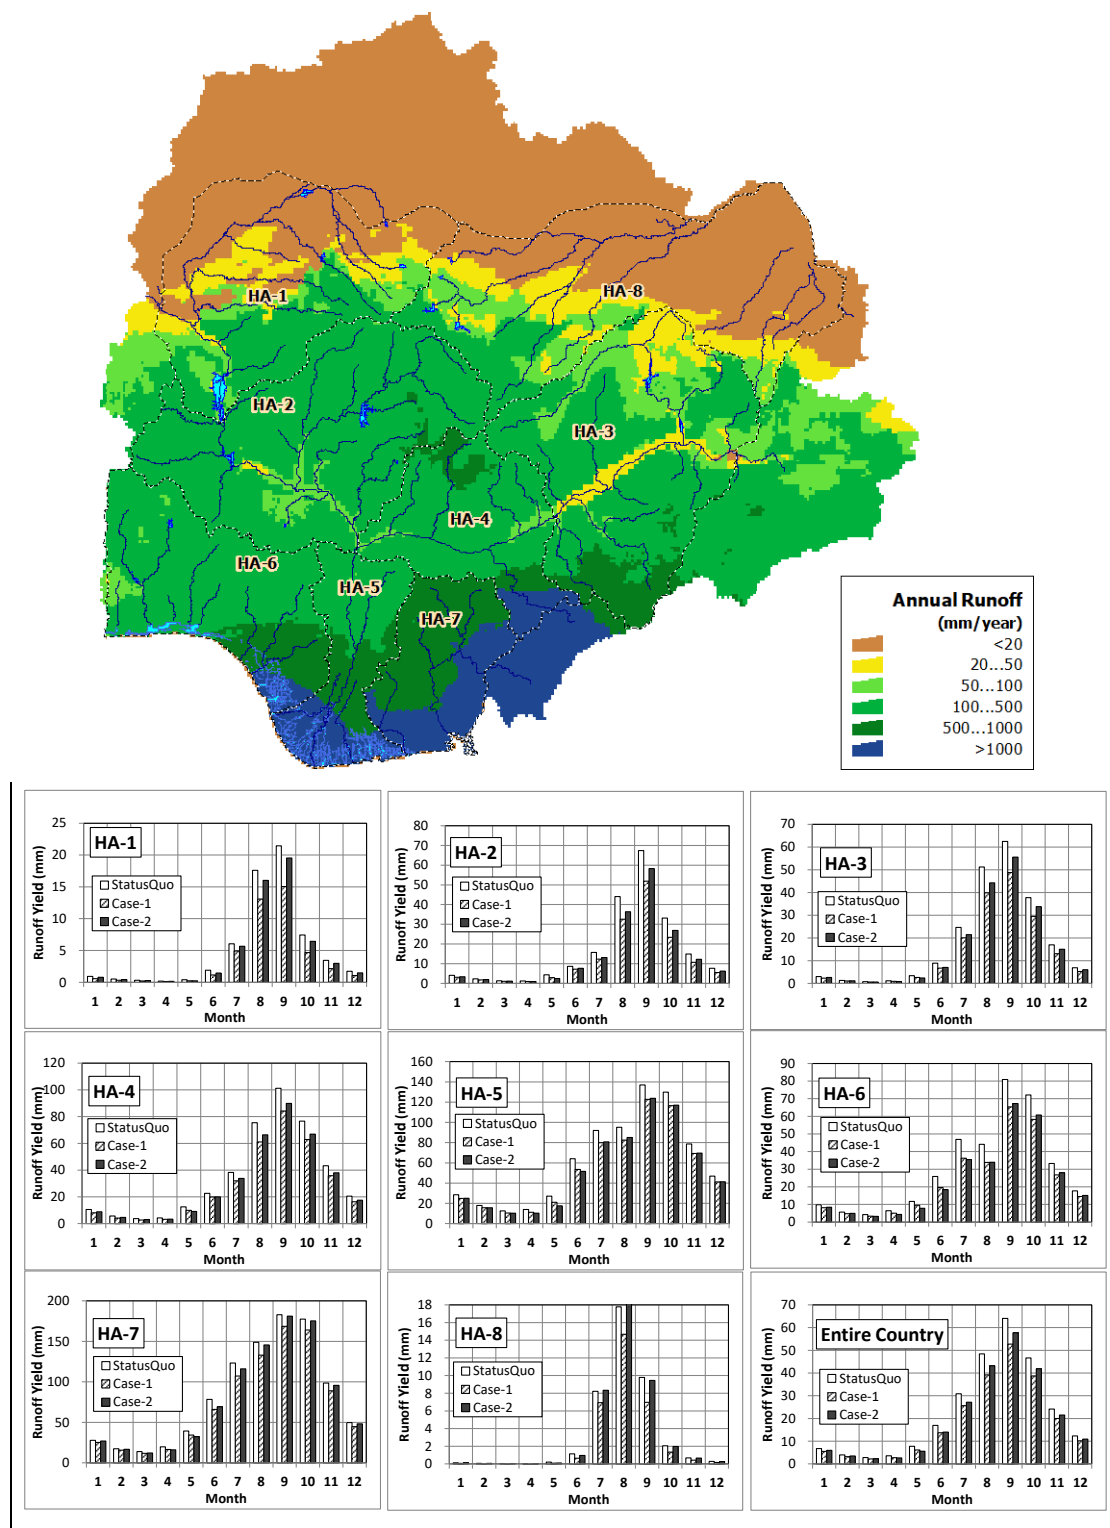 HA-1
HA-8
HA-2
HA-3
HA-4
HA-6
HA-5
HA-7
Annual Runoff
(mm/year)
<20
20...50
50...100
100...500
500...1000
>1000
HA-1
Runoff Yield (mm)
25
20
15
10
5
0
StatusQuo
Case-1
Case-2
1 2 3 4 5 6 7 8 9 10 11 12
Month
HA-2
Runoff Yield (mm)
80
70
60
50
40
30
20
10
0
StatusQuo
Case-1
Case-2
1 2 3 4 5 6 7 8 9 10 11 12
Month
HA-3
Runoff Yield (mm)
70
60
50
40
30
20
10
0
StatusQuo
Case-1
Case-2
1 2 3 4 5 6 7 8 9 10 11 12
Month
HA-4
Runoff Yield (mm)
120
100
80
60
40
20
0
StatusQuo
Case-1
Case-2
1 2 3 4 5 6 7 8 9 10 11 12
Month
HA-5
Runoff Yield (mm)
160
140
120
100
80
60
40
20
0
StatusQuo
Case-1
Case-2
1 2 3 4 5 6 7 8 9 10 11 12
Month
HA-6
Runoff Yield (mm)
90
80
70
60
50
40
30
20
10
0
StatusQuo
Case-1
Case-2
1 2 3 4 5 6 7 8 9 10 11 12
Month
HA-7
Runoff Yield (mm)
200
150
100
50
0
StatusQuo
Case-1
Case-2
1 2 3 4 5 6 7 8 9 10 11 12
Month
HA-8
Runoff Yield (mm)
18
16
14
12
10
8
6
4
2
0
StatusQuo
Case-1
Case-2
1 2 3 4 5 6 7 8 9 10 11 12
Month
Entire Country
Runoff Yield (mm)
70
60
50
40
30
20
10
0
StatusQuo
Case-1
Case-2
1 2 3 4 5 6 7 8 9 10 11 12
Month